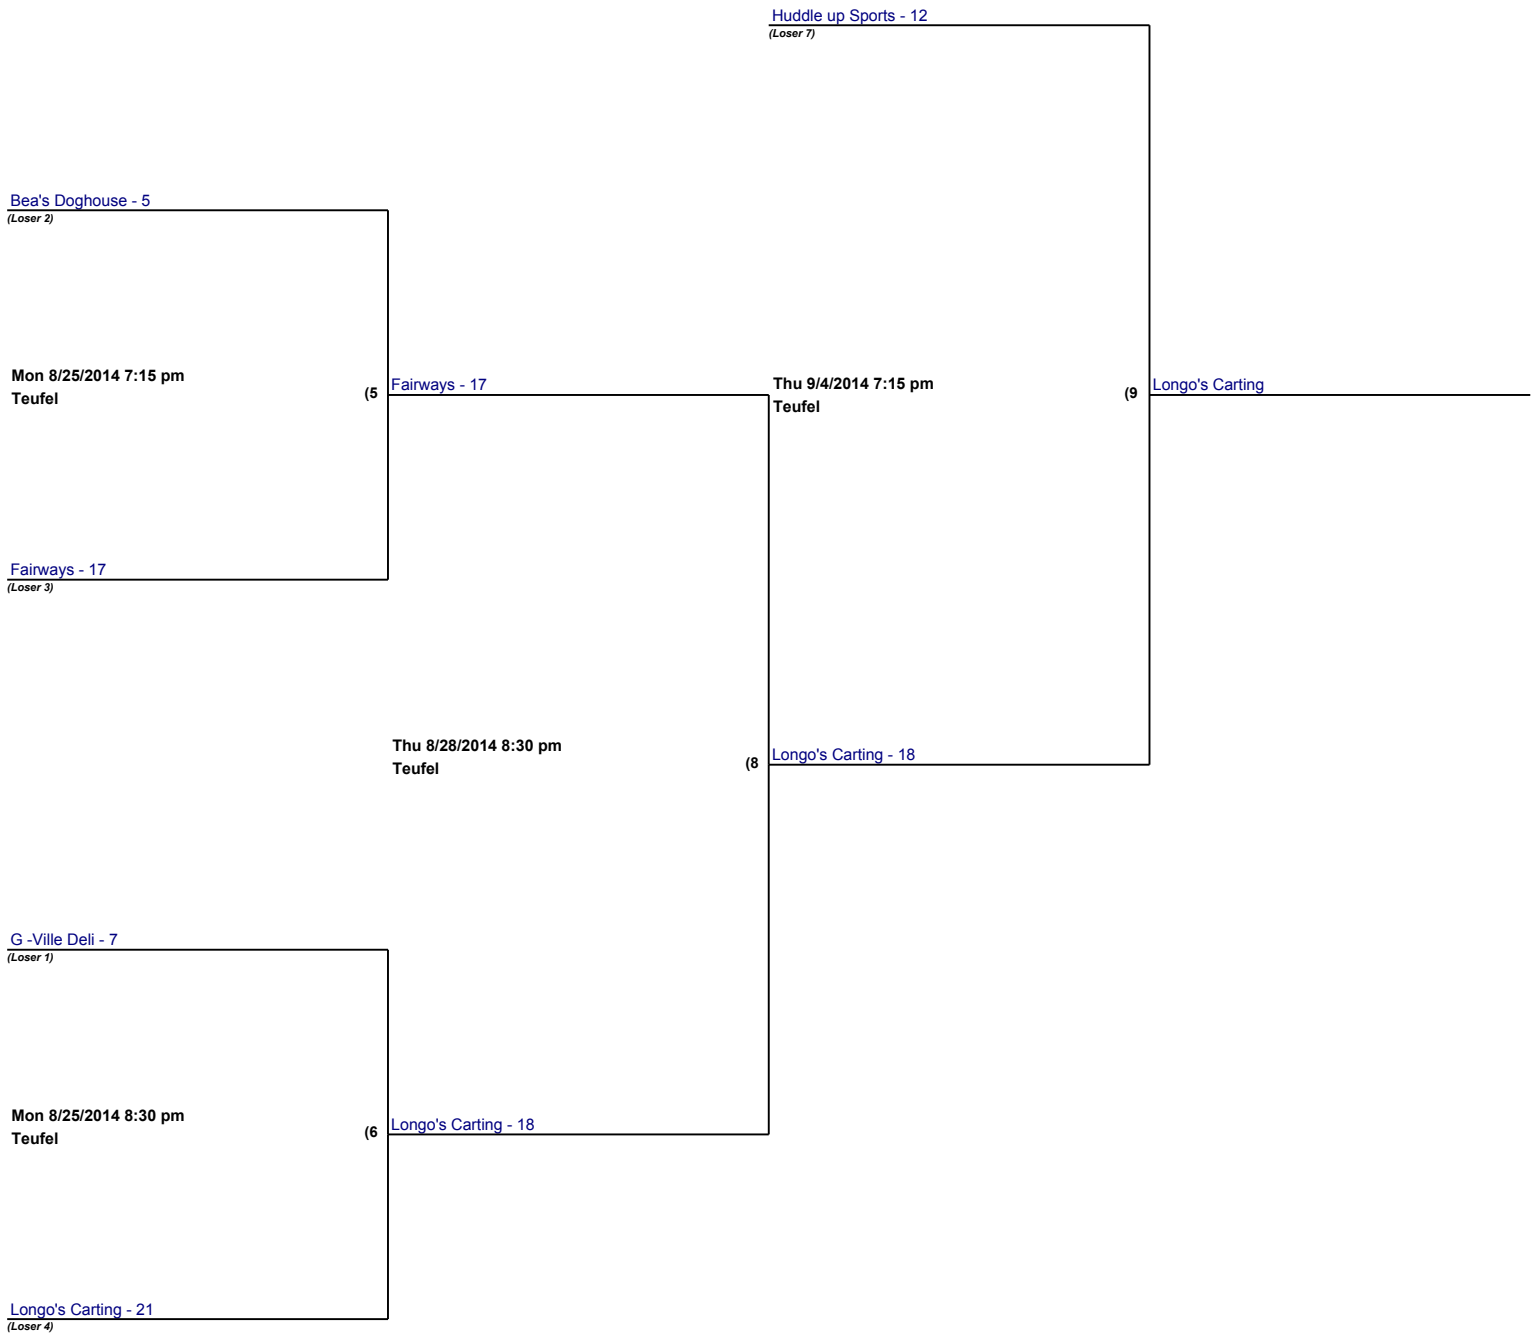 Huddle up Sports - 12
(Loser 7)
Bea's Doghouse - 5
(Loser 2)
Mon 8/25/2014 7:15 pm
Teufel
(5
Fairways - 17
Thu 9/4/2014 7:15 pm
Teufel
(9
Longo's Carting
Fairways - 17
(Loser 3)
Thu 8/28/2014 8:30 pm
Teufel
(8
Longo's Carting - 18
G -Ville Deli - 7
(Loser 1)
Mon 8/25/2014 8:30 pm
Teufel
(6
Longo's Carting - 18
Longo's Carting - 21
(Loser 4)